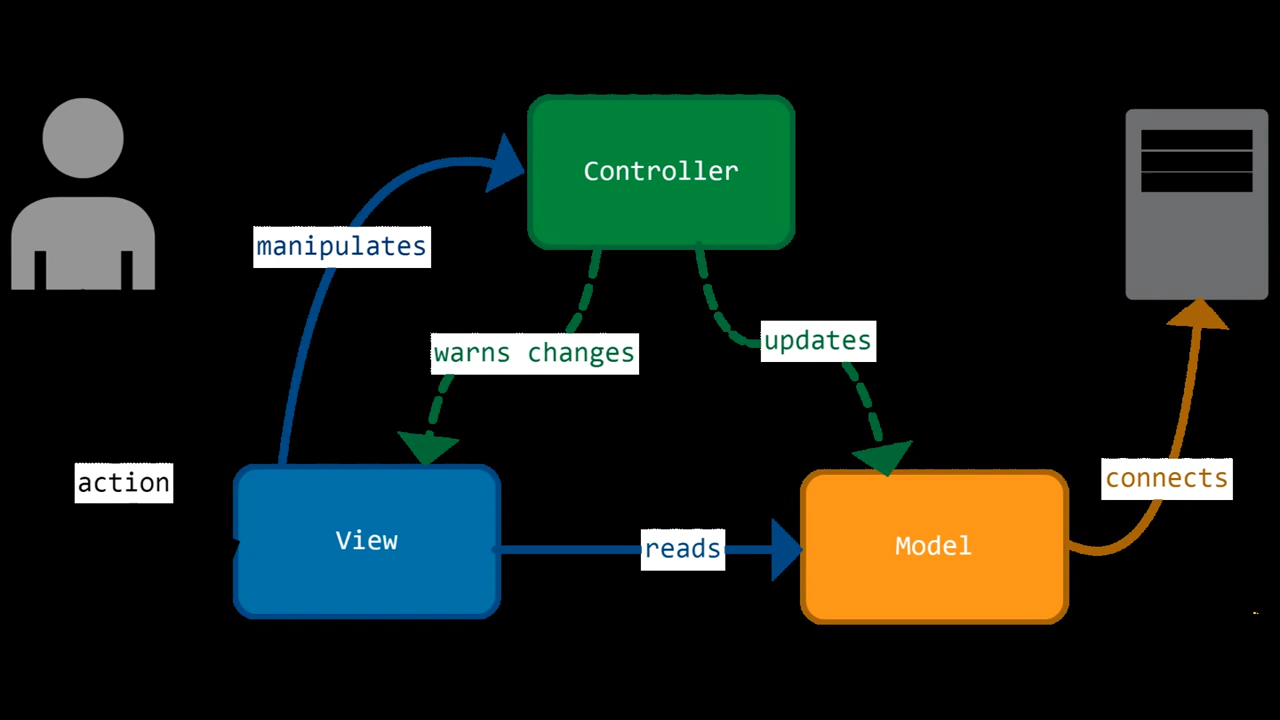 Controller
manipulates
warns changes
updates
action
View
reads
Model
connects